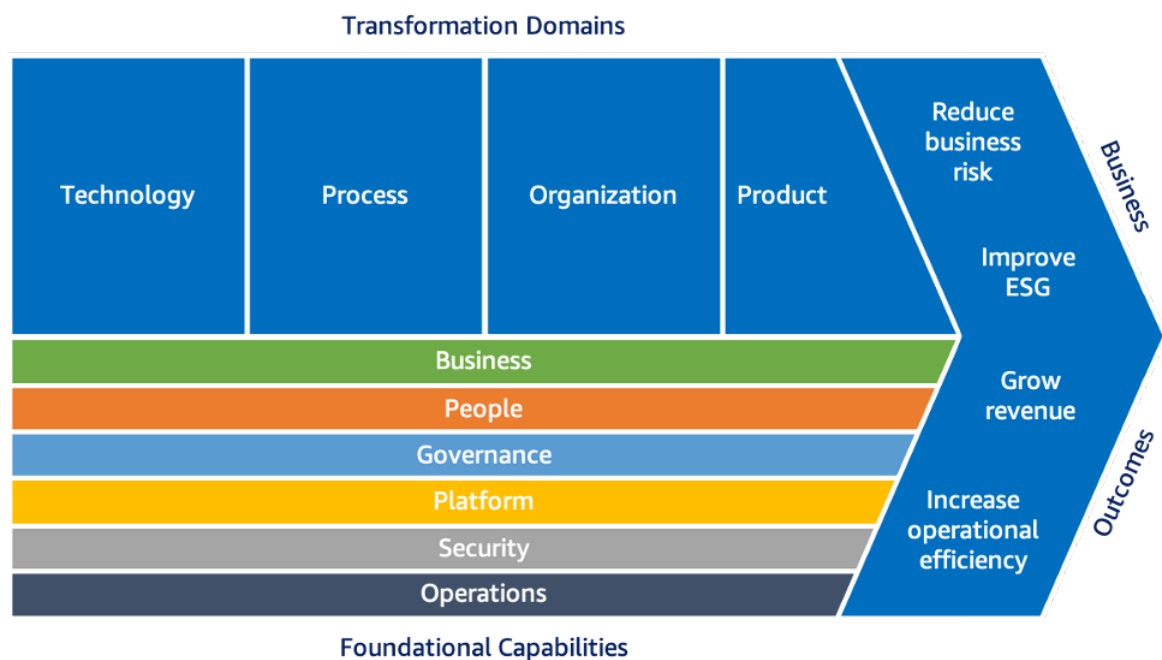 Transformation Domains
Technology
Process
Organization
Product
Reduce
business
risk
Improve
ESG
Grow
revenue
Increase
operational
efficiency
Business
Outcomes
Business
People
Governance
Platform
Security
Operations
Foundational Capabilities